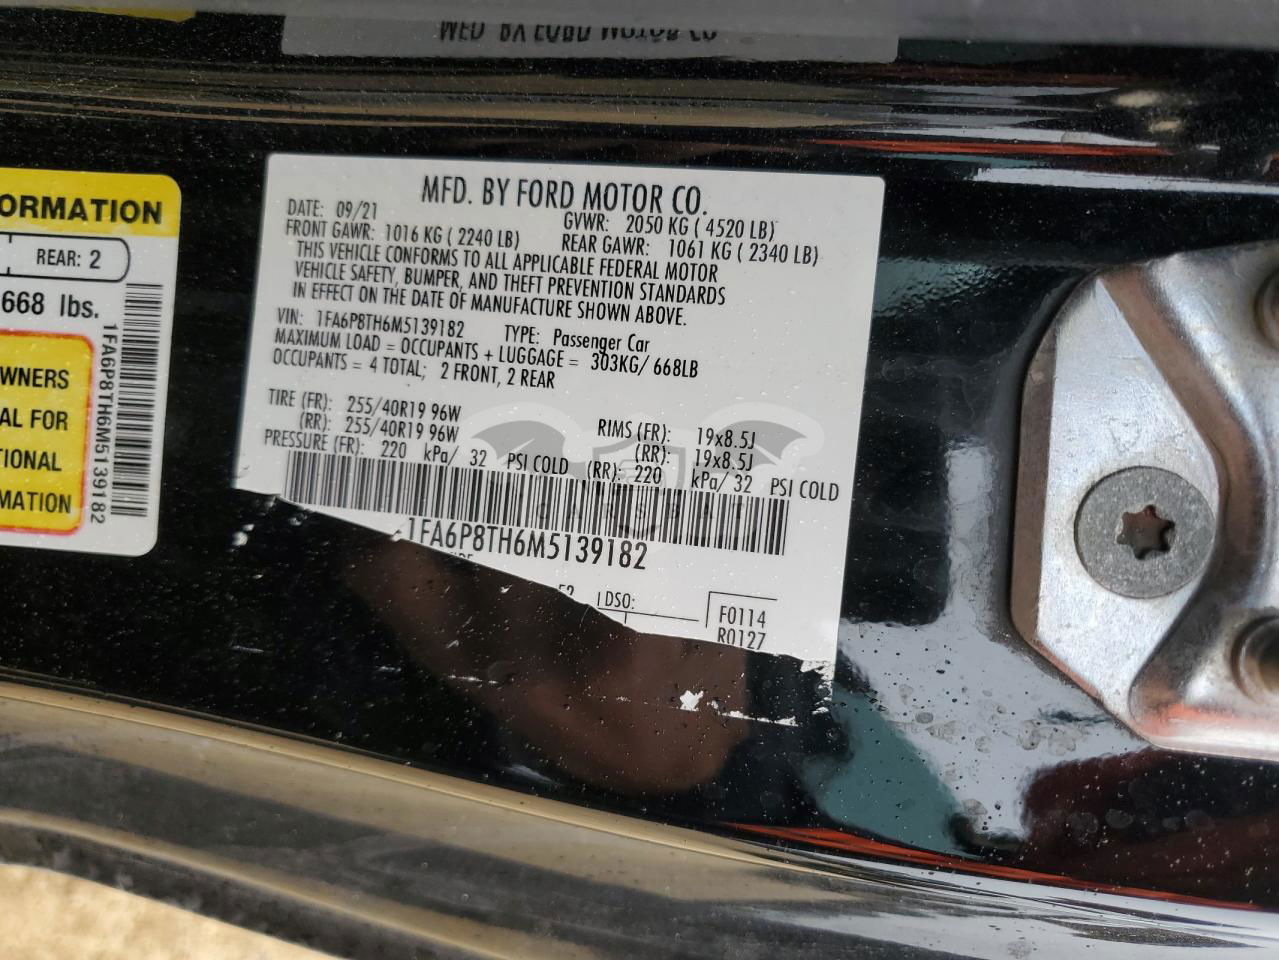 MFD. BY FORD MOTOR CO.
DATE: 09/21 GVWR: 2050 KG ( 4520 LB)
FRONT GAWR: 1016 KG ( 2240 LB) REAR GAWR: 1061 KG ( 2340 LB)
THIS VEHICLE CONFORMS TO ALL APPLICABLE FEDERAL MOTOR
VEHICLE SAFETY, BUMPER, AND THEFT PREVENTION STANDARDS
IN EFFECT ON THE DATE OF MANUFACTURE SHOWN ABOVE.
VIN: 1FA6P8TH6M5139182 TYPE: Passenger Car
MAXIMUM LOAD = OCCUPANTS + LUGGAGE = 303KG/ 668LB
OCCUPANTS = 4 TOTAL; 2 FRONT, 2 REAR
TIRE (FR): 255/40R19 96W RIMS (FR): 19x8.5J
(RR): 255/40R19 96W (RR): 19x8.5J
PRESSURE (FR): 220 kPa/ 32 PSI COLD (RR): 220 kPa/ 32 PSI COLD
1FA6P8TH6M5139182
DSO: F0114
R0127
ORMATION
REAR: 2
668 lbs.
WNERS
AL FOR
TIONAL
MATION
1FA6P8TH6M5139182
CARSBAT